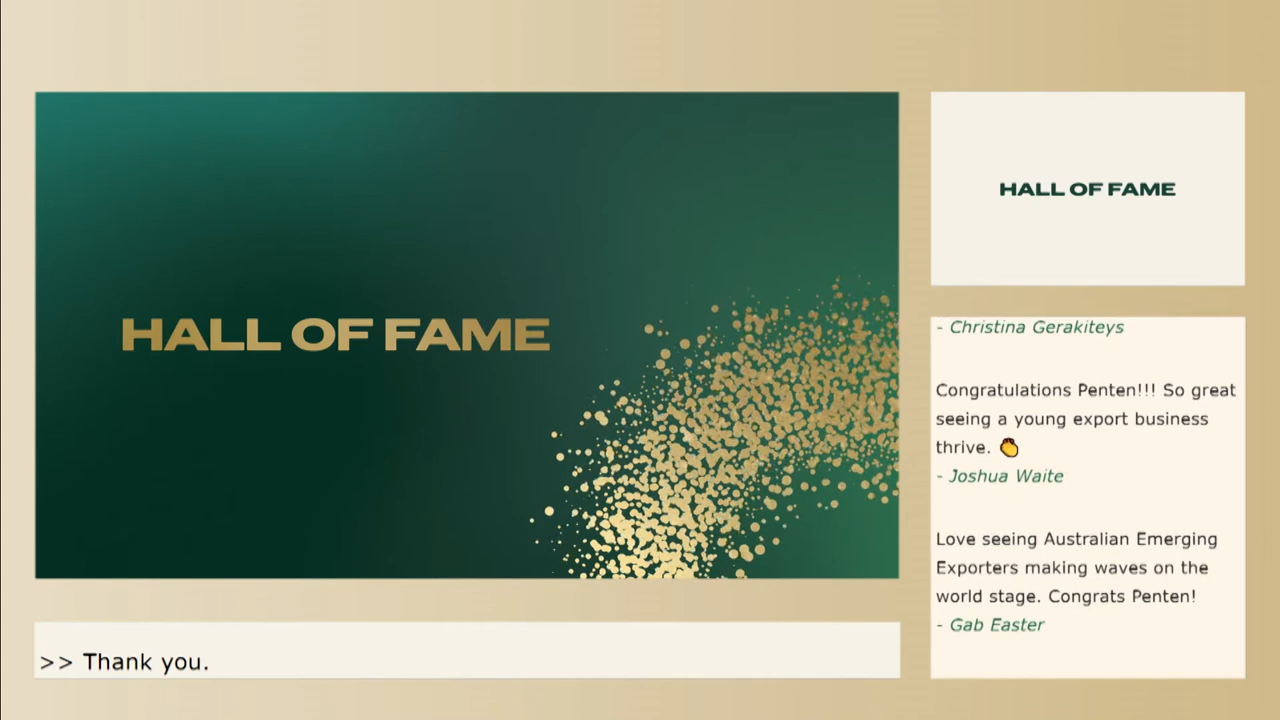 HALL OF FAME
>> Thank you.
HALL OF FAME
- Christina Gerakiteys
Congratulations Penten!!! So great
seeing a young export business
thrive. 👏
- Joshua Waite
Love seeing Australian Emerging
Exporters making waves on the
world stage. Congrats Penten!
- Gab Easter